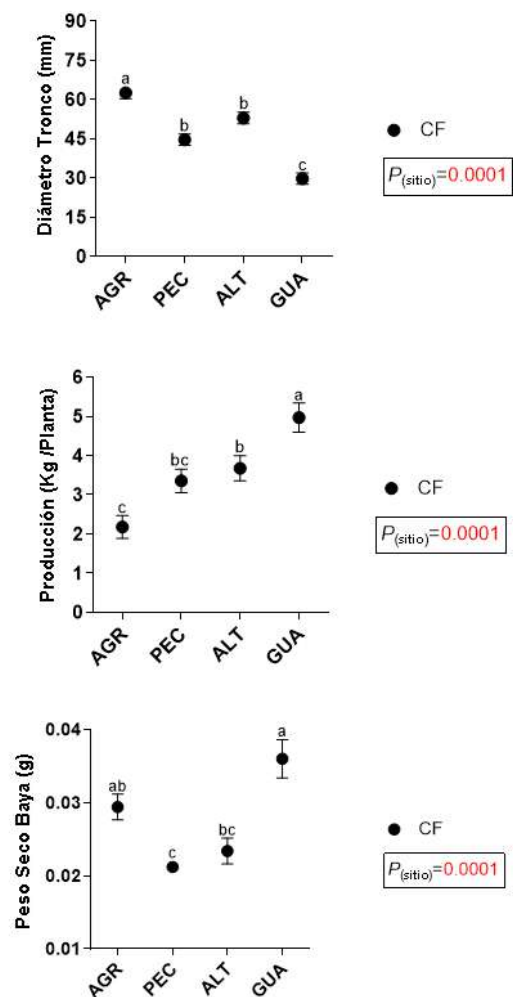 Diámetro Tronco (mm)
90
75
60
45
30
15
0
a
b
b
c
AGR
PEC
ALT
GUA
CF
P(sitio)=0.0001
Producción (Kg /Planta)
6
5
4
3
2
1
0
c
bc
b
a
AGR
PEC
ALT
GUA
CF
P(sitio)=0.0001
Peso Seco Baya (g)
0.04
0.03
0.02
0.01
ab
c
bc
a
AGR
PEC
ALT
GUA
CF
P(sitio)=0.0001